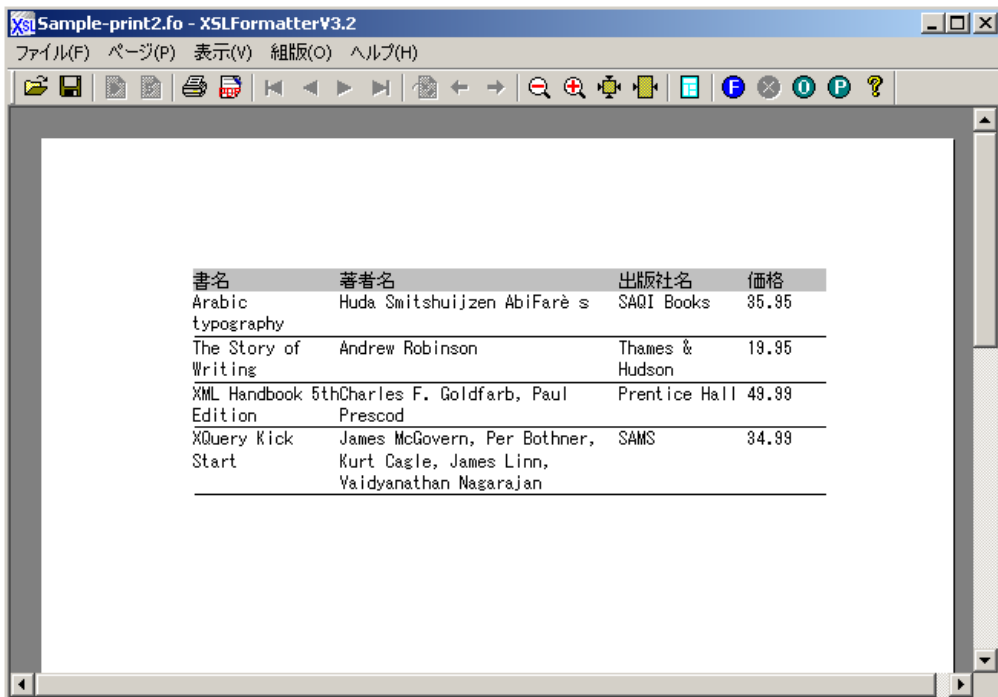 Sample-print2.fo - XSLFormatterV3.2
ファイル(F) ページ(P) 表示(V) 組版(O) ヘルプ(H)
F O P ?
書名 著者名 出版社名 価格
Arabic Huda Smitshuijzen AbiFarè s SAQI Books 35.95
typography
The Story of Andrew Robinson Thames & 19.95
Writing Hudson
XML Handbook 5th Charles F. Goldfarb, Paul Prentice Hall 49.99
Edition Prescod
XQuery Kick James McGovern, Per Bothner, SAMS 34.99
Start Kurt Cagle, James Linn,
Vaidyanathan Nagarajan